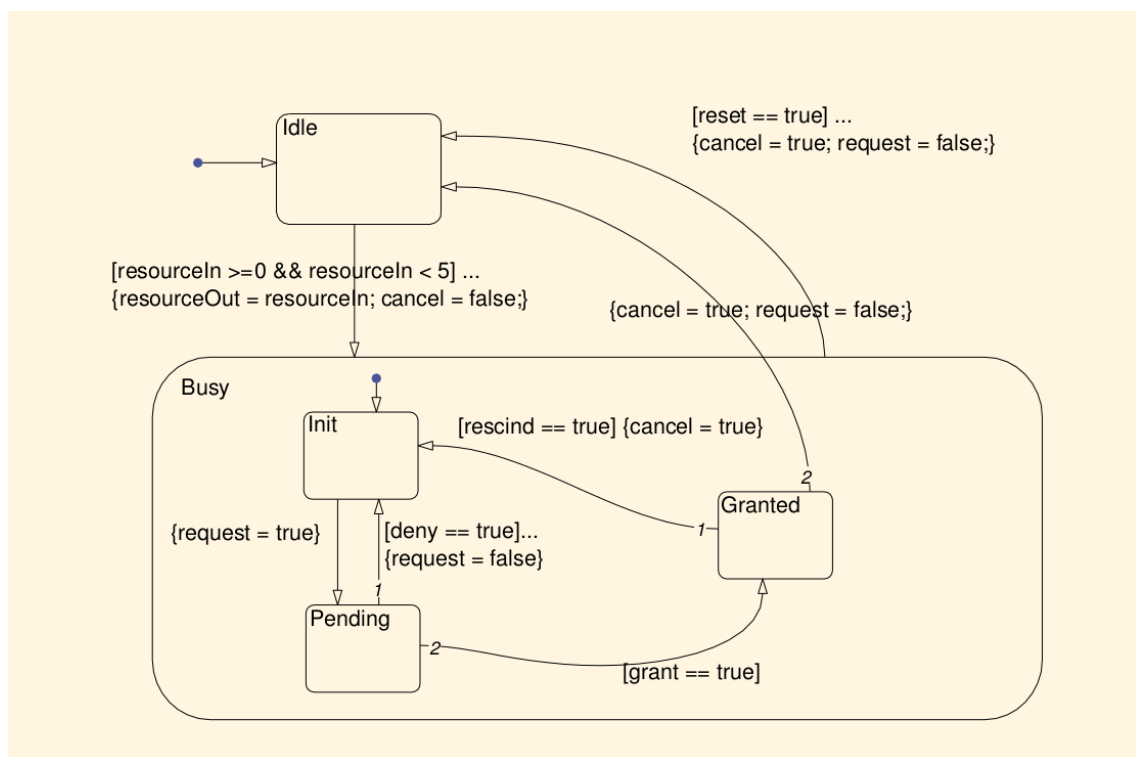 Idle
[reset == true] ...
{cancel = true; request = false;}
[resourceIn >=0 && resourceIn < 5] ...
{resourceOut = resourceIn; cancel = false;}
{cancel = true; request = false;}
Busy
Init
[rescind == true] {cancel = true}
2
Granted
1
{request = true}
[deny == true]...
{request = false}
1
Pending
2
[grant == true]